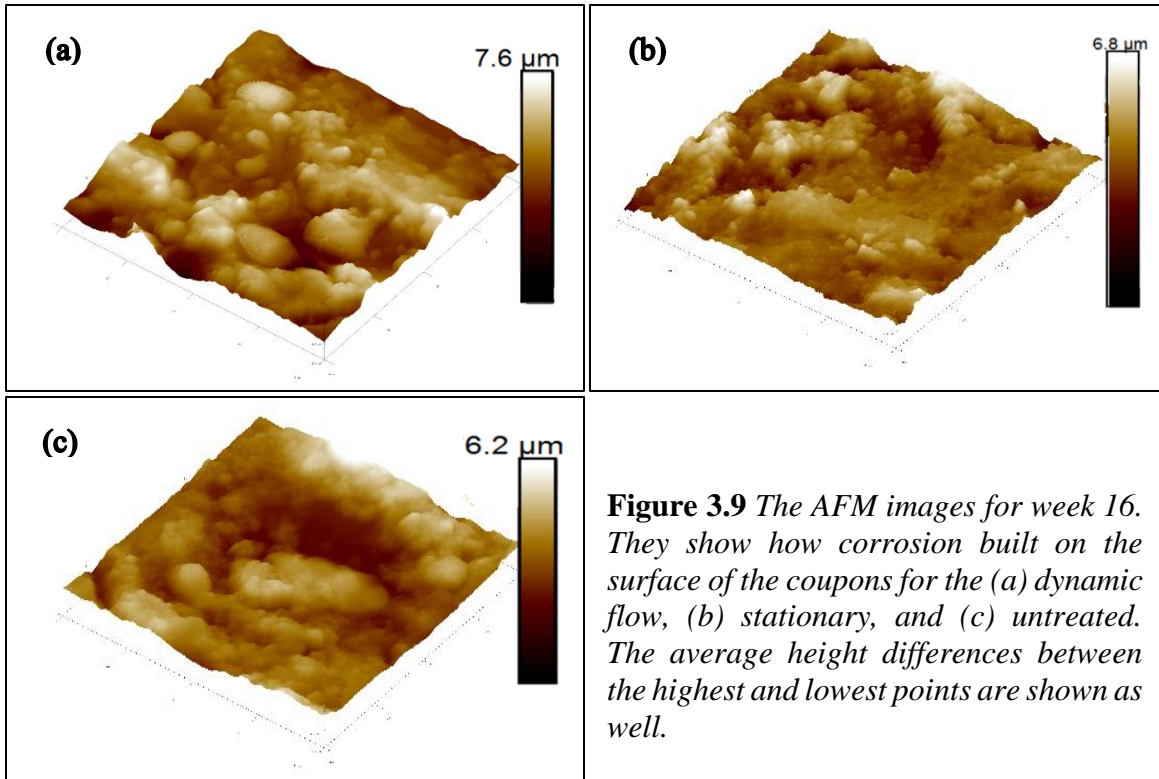 (a)
7.6 µm
(b)
6.8 µm
(c)
6.2 µm
Figure 3.9 The AFM images for week 16.
They show how corrosion built on the
surface of the coupons for the (a) dynamic
flow, (b) stationary, and (c) untreated.
The average height differences between
the highest and lowest points are shown as
well.